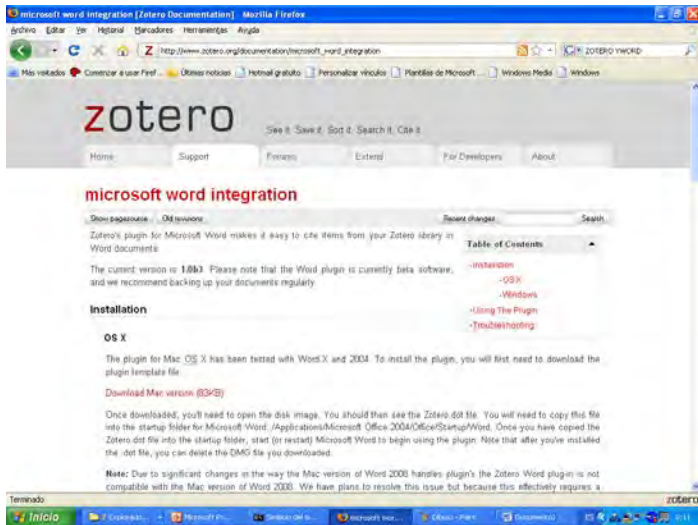 microsoft word integration [Zotero Documentation] - Mozilla Firefox
Archivo Editar Ver Historial Marcadores Herramientas Ayuda
http://www.zotero.org/documentation/microsoft_word_integration
ZOTERO YWORD
Más visitados Comenzar a usar Firef... Últimas noticias Hotmail gratuito Personalizar vínculos Plantillas de Microsoft ... Windows Media Windows
zotero
See it. Save it. Sort it. Search it. Cite it.
Home Support Forums Extend For Developers About
microsoft word integration
Show pagesource Old revisions Recent changes Search
Zotero's plugin for Microsoft Word makes it easy to cite items from your Zotero library in
Word documents.
The current version is 1.0b3. Please note that the Word plugin is currently beta software,
and we recommend backing up your documents regularly.
Table of Contents
-Installation
-OS X
-Windows
-Using The Plugin
-Troubleshooting
Installation
OS X
The plugin for Mac OS X has been tested with Word X and 2004. To install the plugin, you will first need to download the
plugin template file.
Download Mac version (83KB)
Once downloaded, you'll need to open the disk image. You should then see the Zotero.dot file. You will need to copy this file
into the startup folder for Microsoft Word: /Applications/Microsoft Office 2004/Office/Startup/Word. Once you have copied the
Zotero dot file into the startup folder, start (or restart) Microsoft Word to begin using the plugin. Note that after you've installed
the .dot file, you can delete the DMG file you downloaded.
Note: Due to significant changes in the way the Mac version of Word 2008 handles plugin's the Zotero Word plug-in is not
compatible with the Mac version of Word 2008. We have plans to resolve this issue but because this effectively requires a
Terminado
zotero
Inicio
microsoft wor...
ES